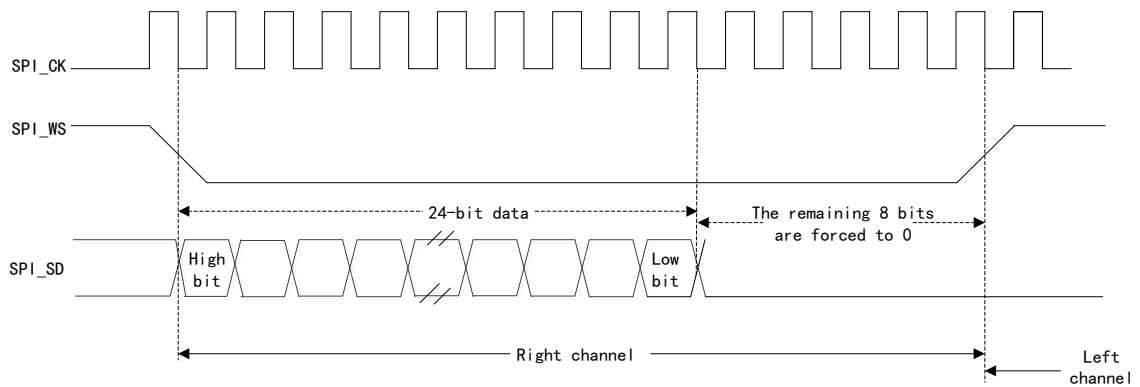 SPI_CK
SPI_WS
24-bit data
The remaining 8 bits
are forced to 0
SPI_SD
High
bit
Low
bit
Right channel
Left
channel